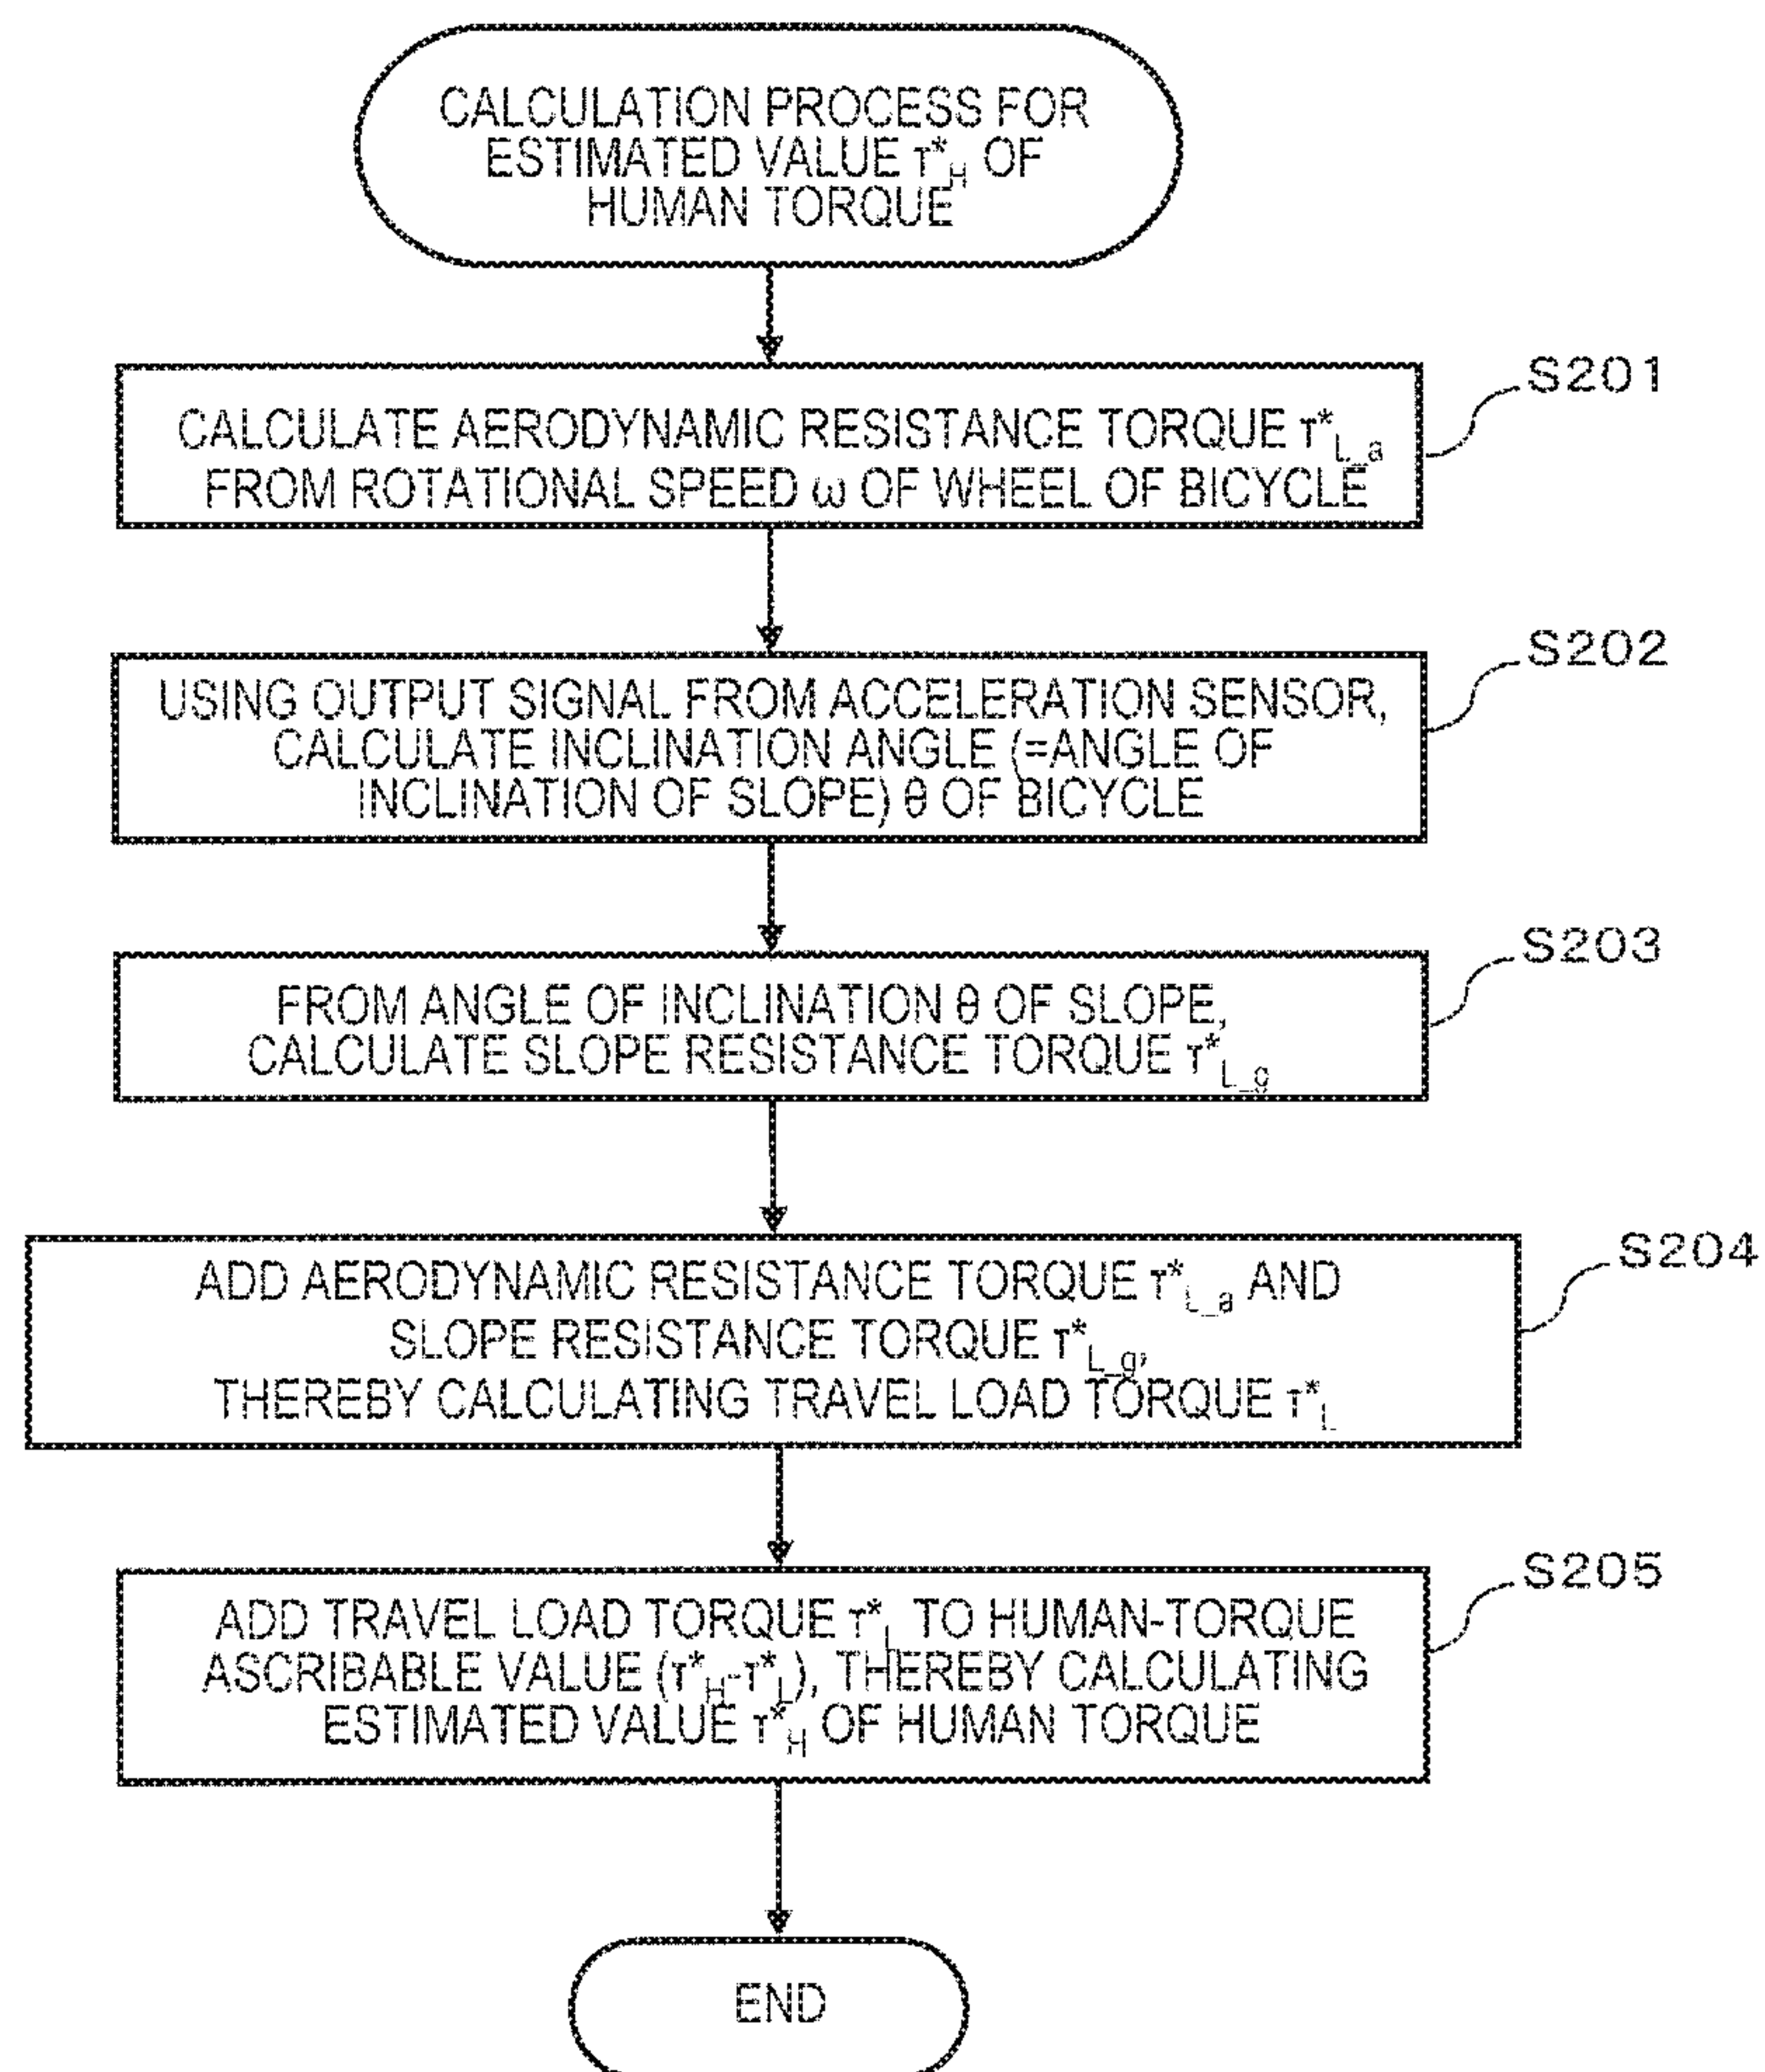 CALCULATION PROCESS FOR
ESTIMATED VALUE τ*H OF
HUMAN TORQUE
S201
CALCULATE AERODYNAMIC RESISTANCE TORQUE τ*L_a
FROM ROTATIONAL SPEED ω OF WHEEL OF BICYCLE
S202
USING OUTPUT SIGNAL FROM ACCELERATION SENSOR,
CALCULATE INCLINATION ANGLE (=ANGLE OF
INCLINATION OF SLOPE) θ OF BICYCLE
S203
FROM ANGLE OF INCLINATION θ OF SLOPE,
CALCULATE SLOPE RESISTANCE TORQUE τ*L_g
S204
ADD AERODYNAMIC RESISTANCE TORQUE τ*L_a AND
SLOPE RESISTANCE TORQUE τ*L_g,
THEREBY CALCULATING TRAVEL LOAD TORQUE τ*L
S205
ADD TRAVEL LOAD TORQUE τ*L TO HUMAN-TORQUE
ASCRIBABLE VALUE (τ*H-τ*L), THEREBY CALCULATING
ESTIMATED VALUE τ*H OF HUMAN TORQUE
END